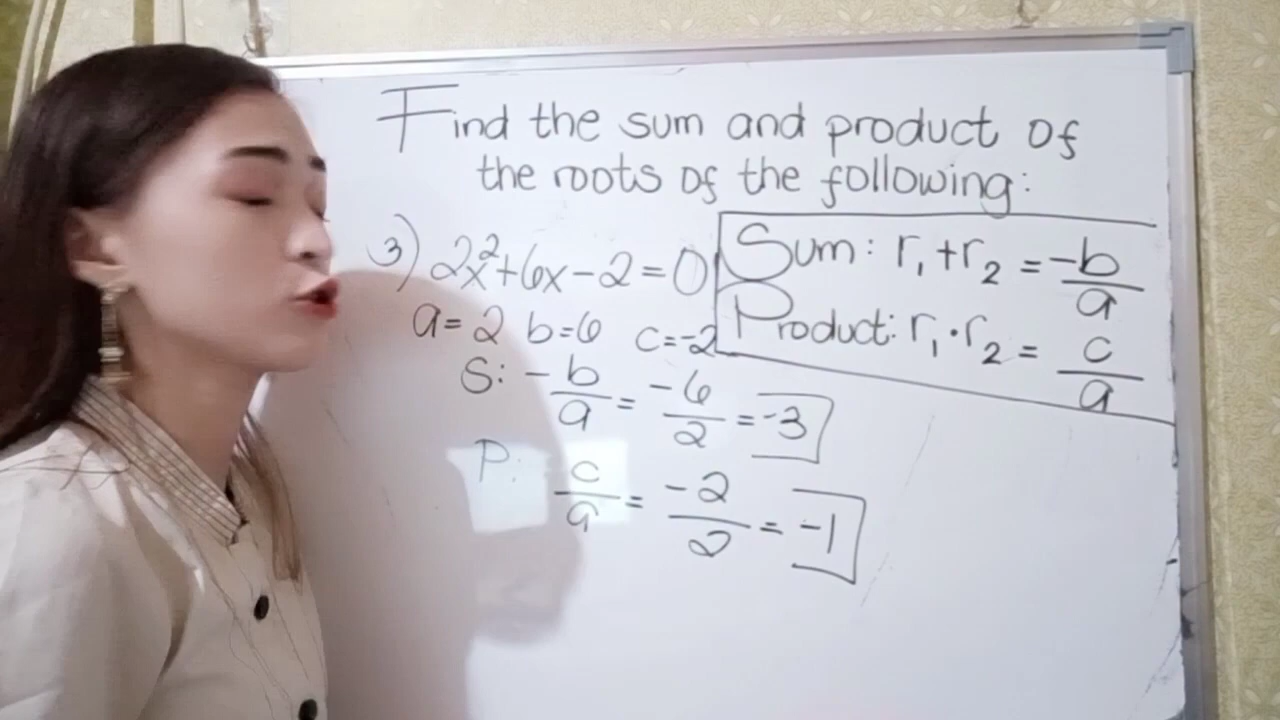 Find the sum and product of
the roots of the following:
3) 2x²+6x-2=0
a=2 b=6 c=-2
S: -b/a = -6/2 = -3
P: c/a = -2/2 = -1
Sum: r₁+r₂ = -b/a
Product: r₁·r₂ = c/a